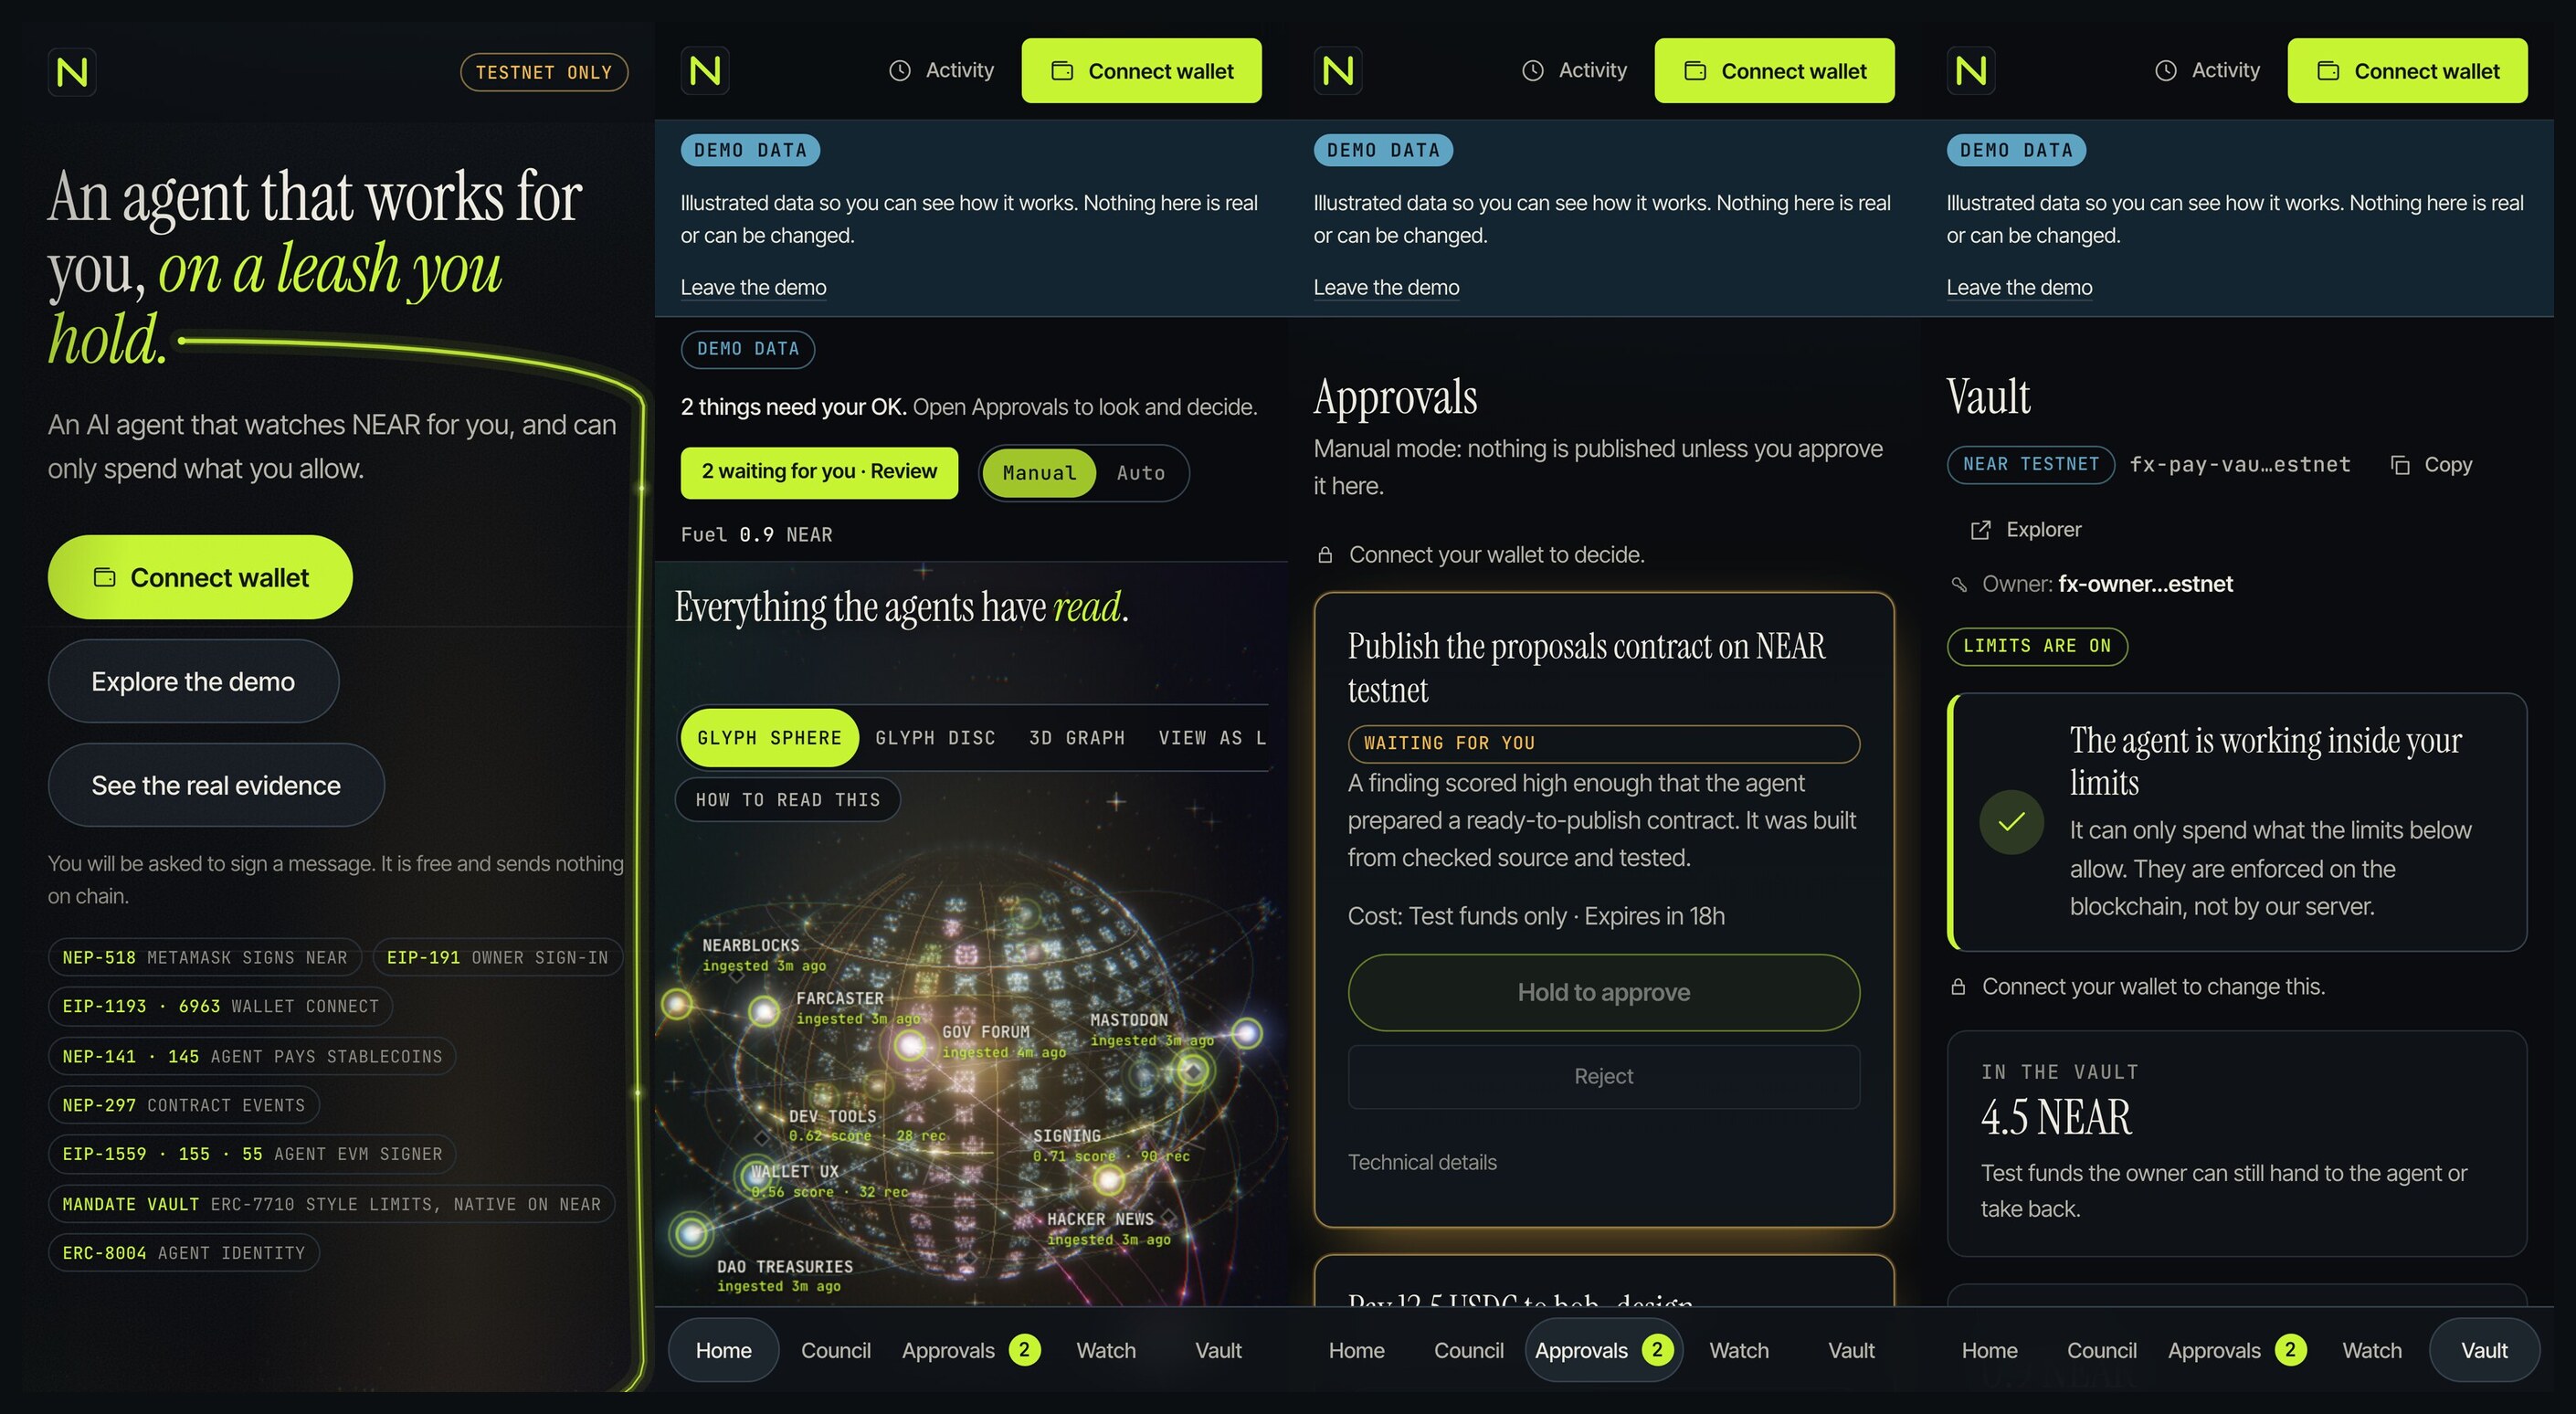 N
TESTNET ONLY
An agent that works for
you, on a leash you
hold.
An AI agent that watches NEAR for you, and can
only spend what you allow.
Connect wallet
Explore the demo
See the real evidence
You will be asked to sign a message. It is free and sends nothing
on chain.
NEP-518 METAMASK SIGNS NEAR
EIP-191 OWNER SIGN-IN
EIP-1193 · 6963 WALLET CONNECT
NEP-141 · 145 AGENT PAYS STABLECOINS
NEP-297 CONTRACT EVENTS
EIP-1559 · 155 · 55 AGENT EVM SIGNER
MANDATE VAULT ERC-7710 STYLE LIMITS, NATIVE ON NEAR
ERC-8004 AGENT IDENTITY
N
Activity
Connect wallet
DEMO DATA
Illustrated data so you can see how it works. Nothing here is real
or can be changed.
Leave the demo
DEMO DATA
2 things need your OK. Open Approvals to look and decide.
2 waiting for you · Review
Manual
Auto
Fuel 0.9 NEAR
Everything the agents have read.
GLYPH SPHERE
GLYPH DISC
3D GRAPH
VIEW AS L
HOW TO READ THIS
NEARBLOCKS
ingested 3m ago
FARCASTER
ingested 3m ago
GOV FORUM
ingested 4m ago
MASTODON
ingested 3m ago
DEV TOOLS
0.62 score · 28 rec
SIGNING
0.71 score · 90 rec
WALLET UX
0.56 score · 32 rec
HACKER NEWS
ingested 3m ago
DAO TREASURIES
ingested 3m ago
Home
Council
Approvals 2
Watch
Vault
N
Activity
Connect wallet
DEMO DATA
Illustrated data so you can see how it works. Nothing here is real
or can be changed.
Leave the demo
Approvals
Manual mode: nothing is published unless you approve
it here.
Connect your wallet to decide.
Publish the proposals contract on NEAR
testnet
WAITING FOR YOU
A finding scored high enough that the agent
prepared a ready-to-publish contract. It was built
from checked source and tested.
Cost: Test funds only · Expires in 18h
Hold to approve
Reject
Technical details
Pay 12.5 USDC to bob-design
Home
Council
Approvals 2
Watch
Vault
N
Activity
Connect wallet
DEMO DATA
Illustrated data so you can see how it works. Nothing here is real
or can be changed.
Leave the demo
Vault
NEAR TESTNET
fx-pay-vau…estnet
Copy
Explorer
Owner: fx-owner…estnet
LIMITS ARE ON
The agent is working inside your
limits
It can only spend what the limits below
allow. They are enforced on the
blockchain, not by our server.
Connect your wallet to change this.
IN THE VAULT
4.5 NEAR
Test funds the owner can still hand to the agent or
take back.
Home
Council
Approvals 2
Watch
Vault